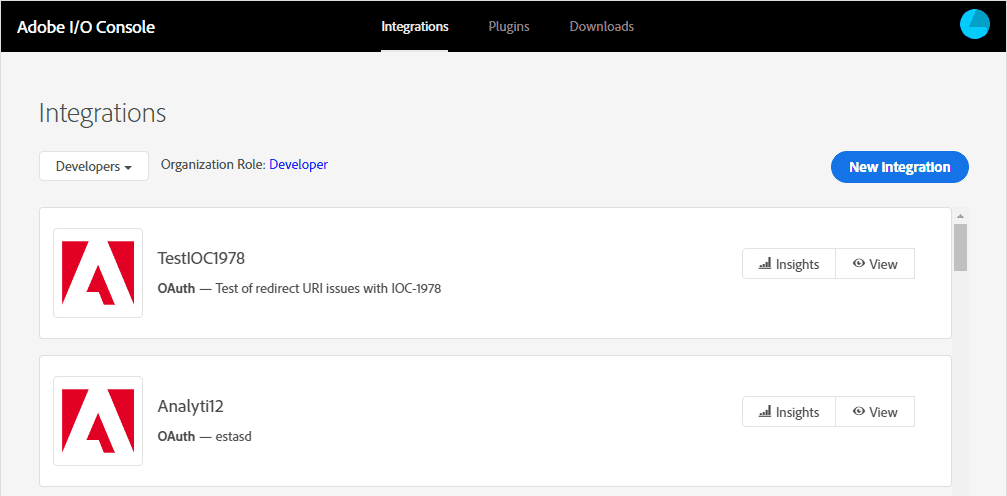 Adobe I/O Console Integrations Plugins Downloads
Integrations
Developers Organization Role: Developer New Integration
TestIOC1978
Insights View
OAuth — Test of redirect URI issues with IOC-1978
Analyti12
Insights View
OAuth — estasd